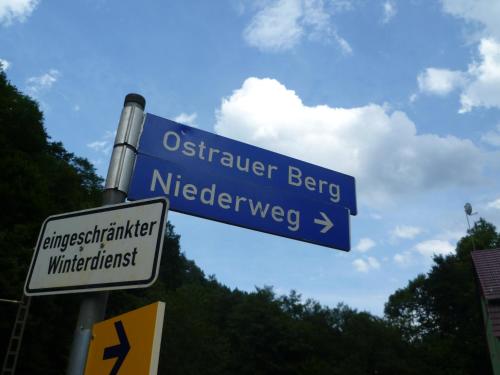 Ostrauer Berg
Niederweg →
eingeschränkter
Winterdienst